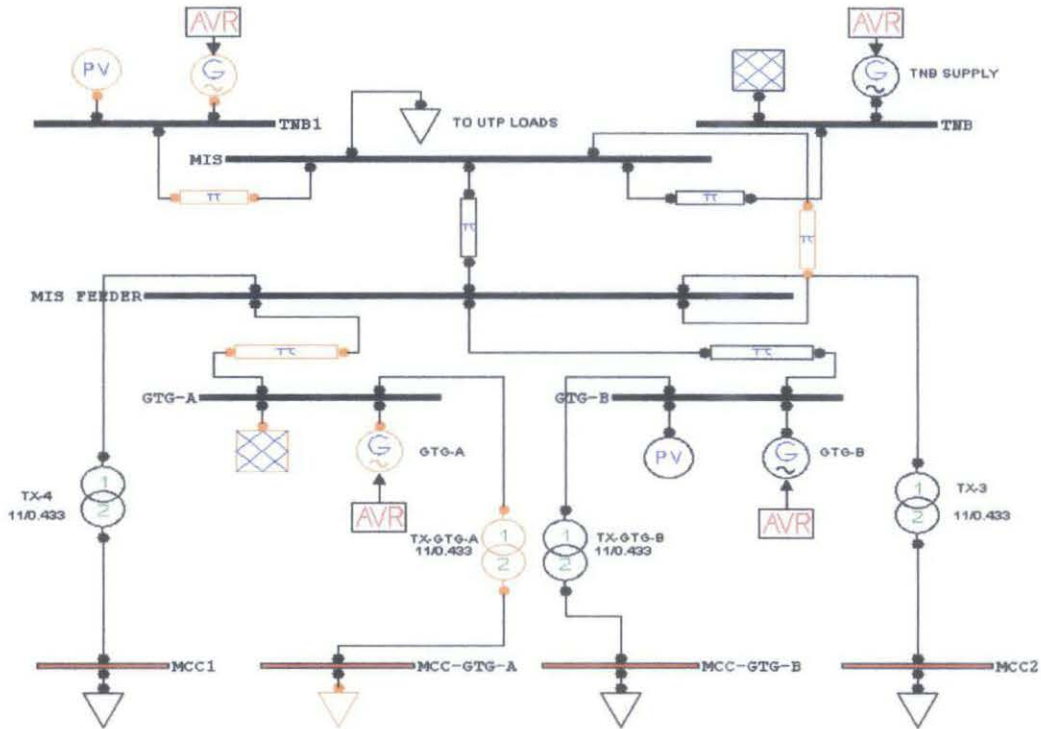 AVR
AVR
PV
G
G
TNB SUPPLY
TNB1
TO UTP LOADS
TNB
MIS
π
π
π
π
MIS FEEDER
π
π
GTG-A
GTG-B
G
GTG-A
PV
G
GTG-B
TX-4
11/0.433
1
2
AVR
TX-GTG-A
11/0.433
1
2
1
2
TX-GTG-B
11/0.433
AVR
1
2
TX-3
11/0.433
MCC1
MCC-GTG-A
MCC-GTG-B
MCC2